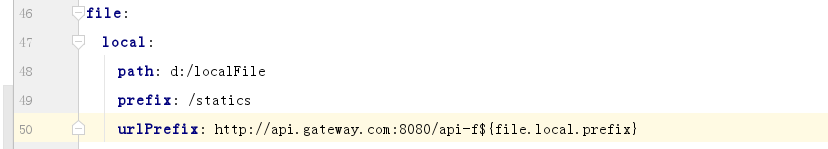 46 file:
47 local:
48 path: d:/localFile
49 prefix: /statics
50 urlPrefix: http://api.gateway.com:8080/api-f${file.local.prefix}